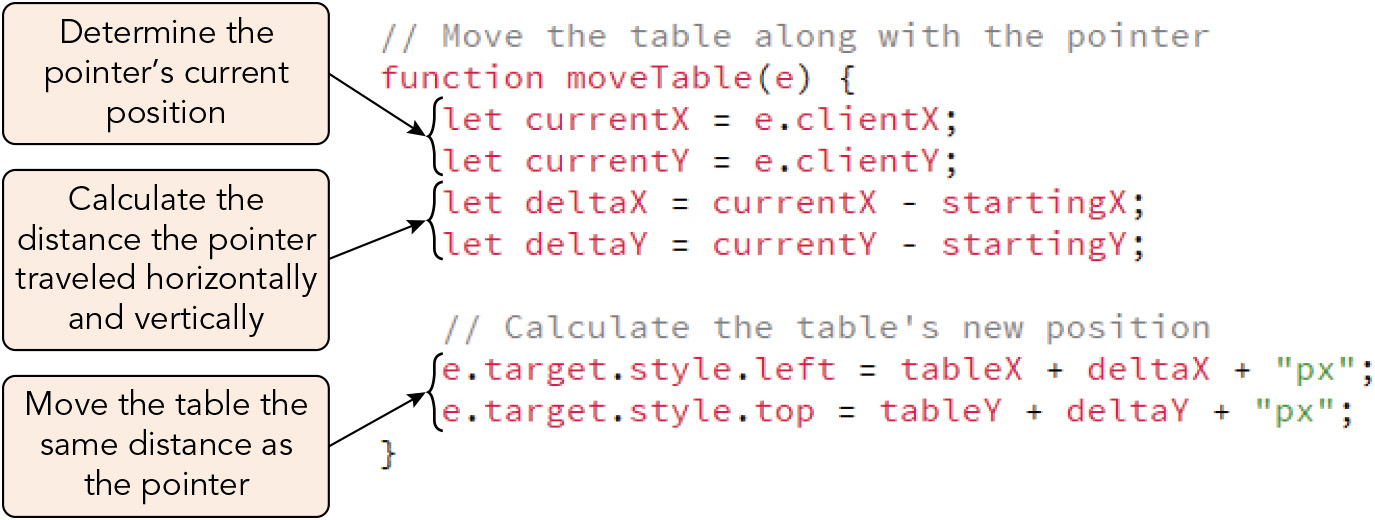 Determine the
pointer’s current
position
Calculate the
distance the pointer
traveled horizontally
and vertically
Move the table the
same distance as
the pointer
// Move the table along with the pointer
function moveTable(e) {
let currentX = e.clientX;
let currentY = e.clientY;
let deltaX = currentX - startingX;
let deltaY = currentY - startingY;
// Calculate the table's new position
e.target.style.left = tableX + deltaX + "px";
e.target.style.top = tableY + deltaY + "px";
}